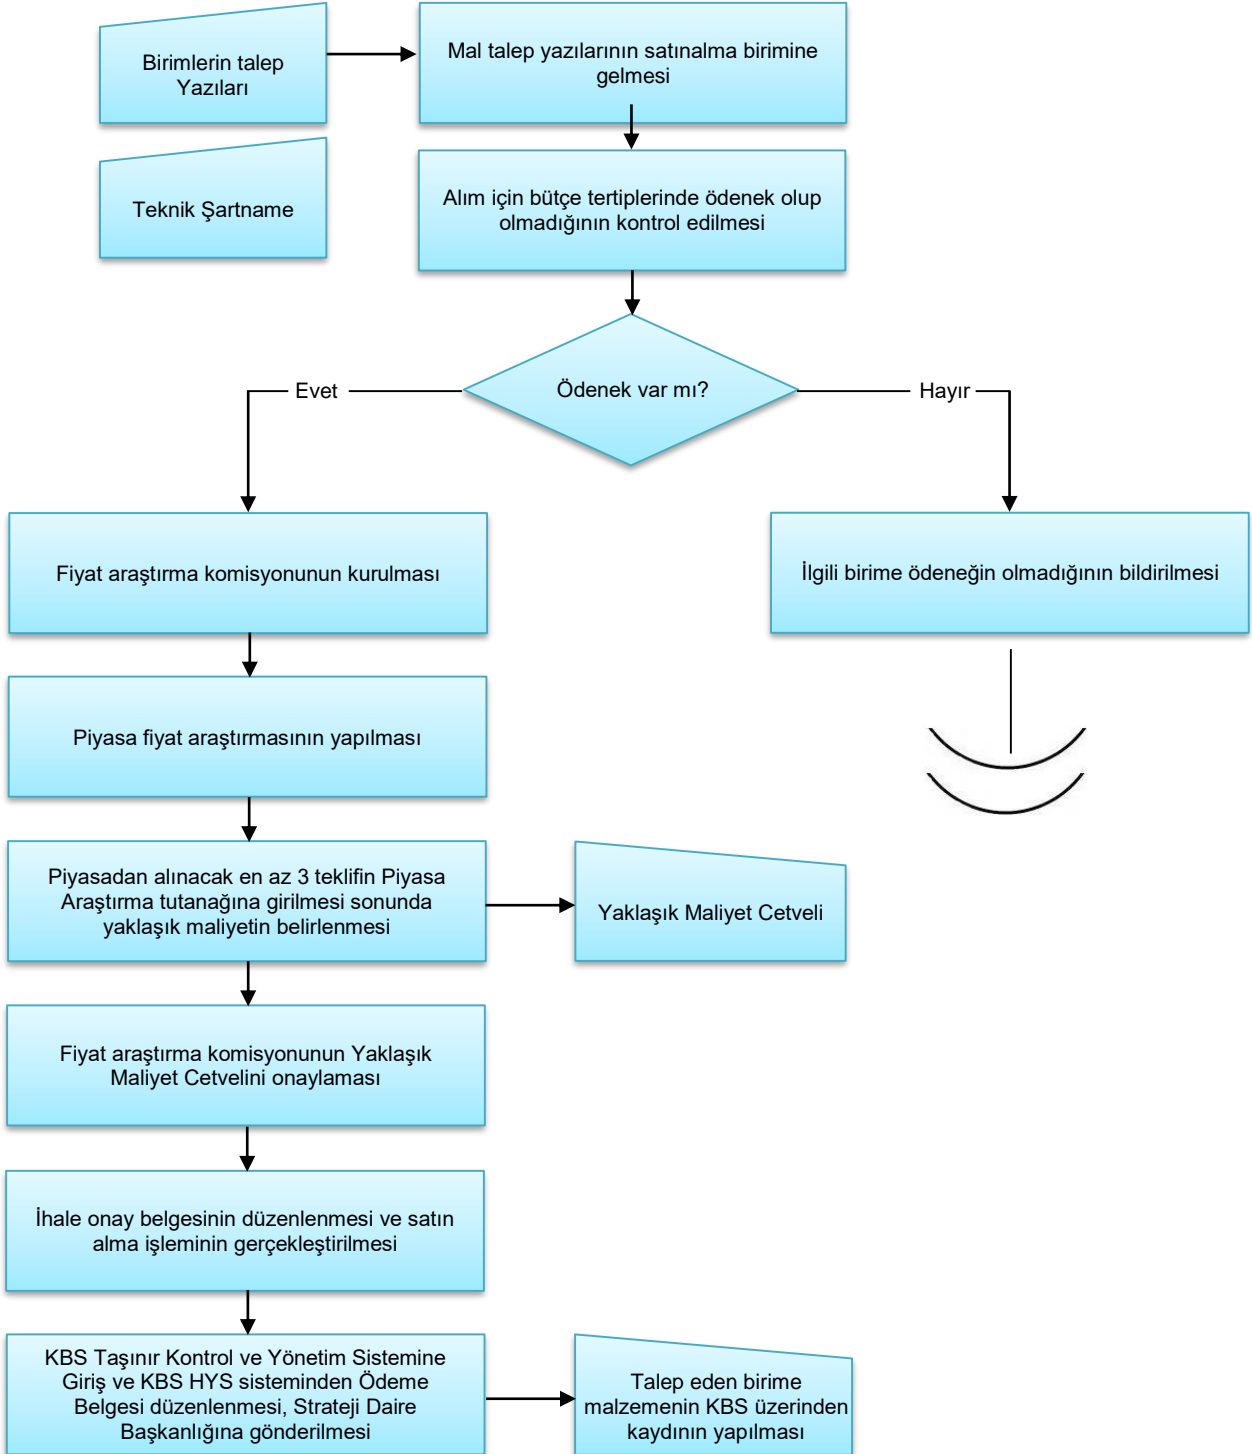 Birimlerin talep
Yazıları
Mal talep yazılarının satınalma birimine
gelmesi
Teknik Şartname
Alım için bütçe tertiplerinde ödenek olup
olmadığının kontrol edilmesi
Ödenek var mı?
Evet
Hayır
Fiyat araştırma komisyonunun kurulması
İlgili birime ödeneğin olmadığının bildirilmesi
Piyasa fiyat araştırmasının yapılması
Piyasadan alınacak en az 3 teklifin Piyasa
Araştırma tutanağına girilmesi sonunda
yaklaşık maliyetin belirlenmesi
Yaklaşık Maliyet Cetveli
Fiyat araştırma komisyonunun Yaklaşık
Maliyet Cetvelini onaylaması
İhale onay belgesinin düzenlenmesi ve satın
alma işleminin gerçekleştirilmesi
KBS Taşınır Kontrol ve Yönetim Sistemine
Giriş ve KBS HYS sisteminden Ödeme
Belgesi düzenlenmesi, Strateji Daire
Başkanlığına gönderilmesi
Talep eden birime
malzemenin KBS üzerinden
kaydının yapılması